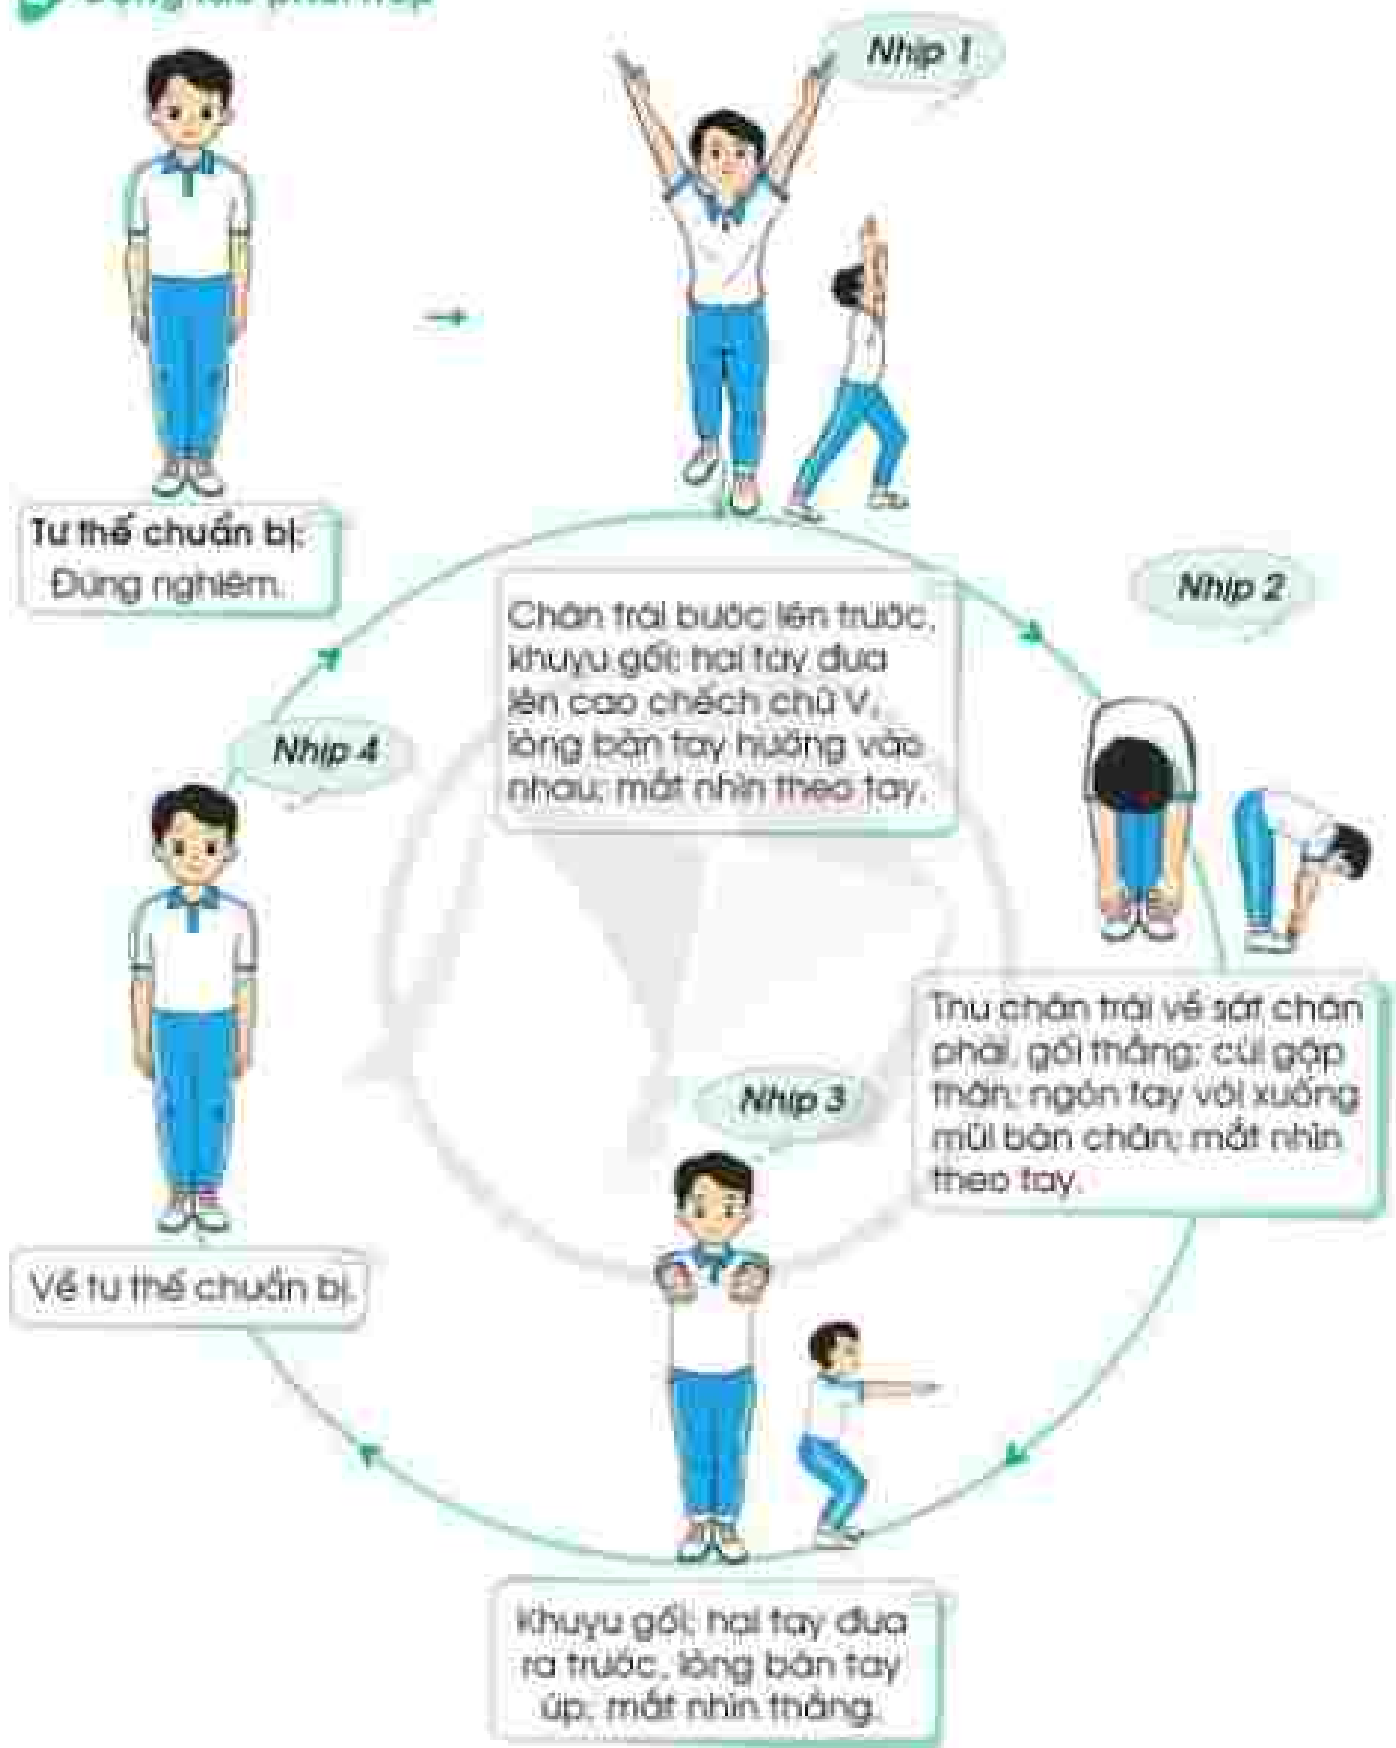 Động tác phối hợp
Nhịp 1
Tư thế chuẩn bị:
Đứng nghiêm.
Chân trái bước lên trước,
khuỵu gối; hai tay đưa
lên cao chếch chữ V,
lòng bàn tay hướng vào
nhau; mắt nhìn theo tay.
Nhịp 2
Thu chân trái về sát chân
phải, gối thẳng; cúi gập
thân; ngón tay với xuống
mũi bàn chân; mắt nhìn
theo tay.
Nhịp 3
Khuỵu gối; hai tay đưa
ra trước, lòng bàn tay
úp; mắt nhìn thẳng.
Nhịp 4
Về tư thế chuẩn bị.